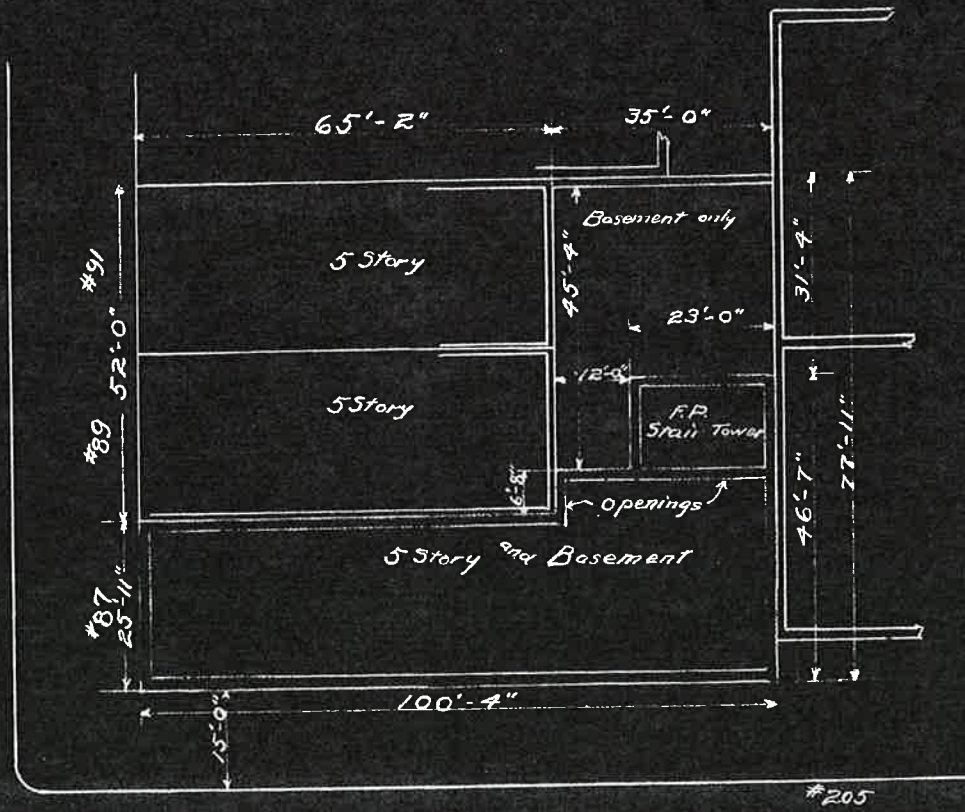 65'-2"
35'-0"
Basement only
#91
5 Story
45'-4"
31'-4"
52'-0"
23'-0"
12'-0"
#89
5 Story
F.P.
Stair Tower
77'-11"
6'-8"
Openings
46'-7"
5 Story and Basement
#87
25'-11"
100'-4"
15'-0"
#205